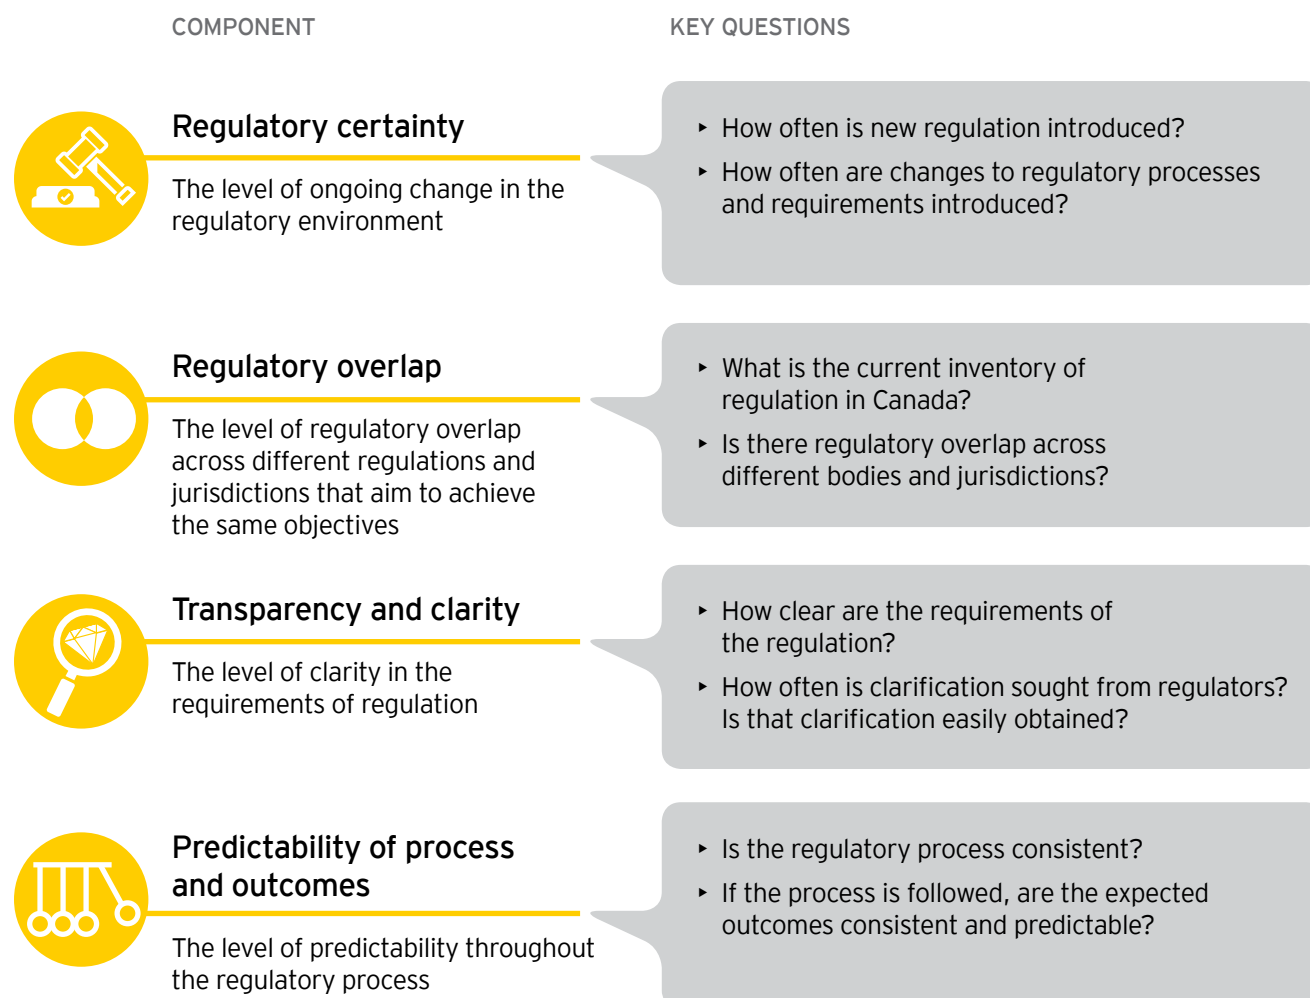 COMPONENT
KEY QUESTIONS
Regulatory certainty
The level of ongoing change in the
regulatory environment
‣ How often is new regulation introduced?
‣ How often are changes to regulatory processes
and requirements introduced?
Regulatory overlap
The level of regulatory overlap
across different regulations and
jurisdictions that aim to achieve
the same objectives
‣ What is the current inventory of
regulation in Canada?
‣ Is there regulatory overlap across
different bodies and jurisdictions?
Transparency and clarity
The level of clarity in the
requirements of regulation
‣ How clear are the requirements of
the regulation?
‣ How often is clarification sought from regulators?
Is that clarification easily obtained?
Predictability of process
and outcomes
The level of predictability throughout
the regulatory process
‣ Is the regulatory process consistent?
‣ If the process is followed, are the expected
outcomes consistent and predictable?